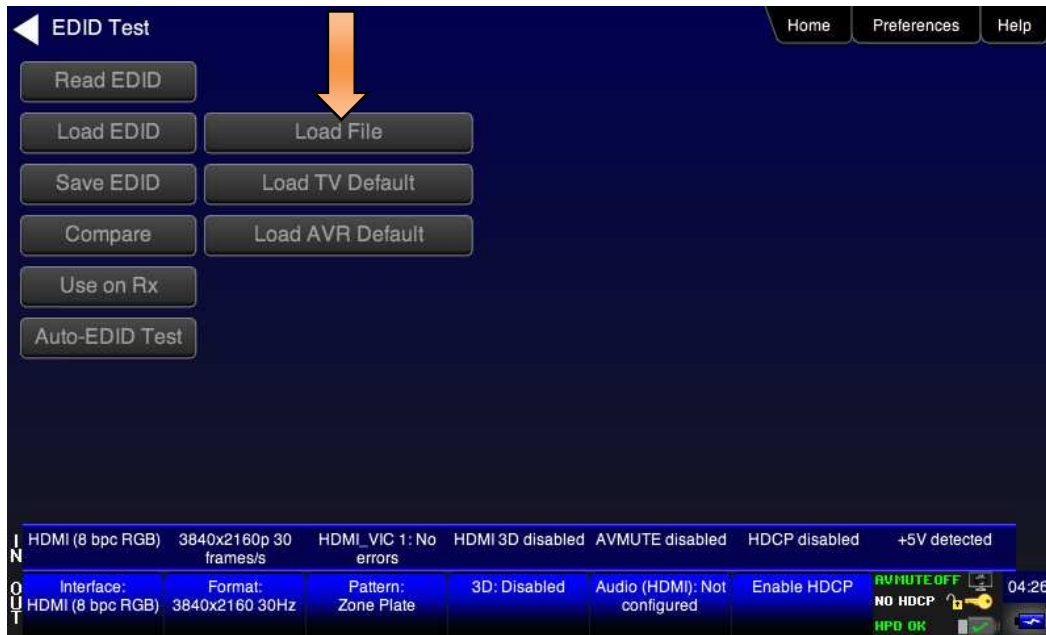 EDID Test
Home
Preferences
Help
Read EDID
Load EDID
Load File
Save EDID
Load TV Default
Compare
Load AVR Default
Use on Rx
Auto-EDID Test
IN
HDMI (8 bpc RGB)
3840x2160p 30
frames/s
HDMI_VIC 1: No
errors
HDMI 3D disabled
AVMUTE disabled
HDCP disabled
+5V detected
OUT
Interface:
HDMI (8 bpc RGB)
Format:
3840x2160 30Hz
Pattern:
Zone Plate
3D: Disabled
Audio (HDMI): Not
configured
Enable HDCP
AVMUTEOFF
NO HDCP
HPD OK
04:26